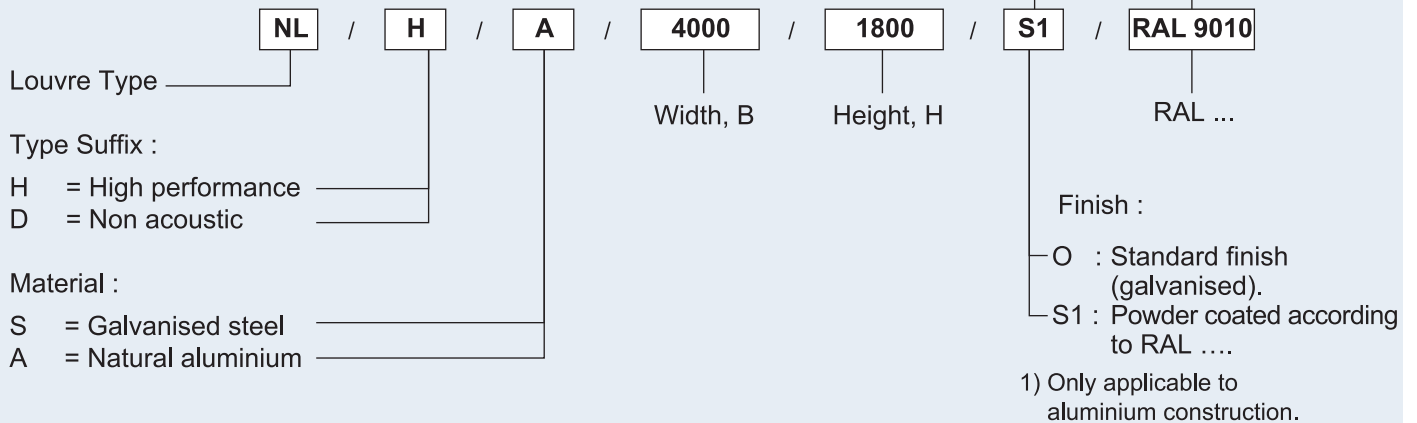 NL / H / A / 4000 / 1800 / S1 / RAL 9010
Louvre Type
Width, B
Height, H
RAL ...
Type Suffix :
H = High performance
D = Non acoustic
Material :
S = Galvanised steel
A = Natural aluminium
Finish :
O : Standard finish
(galvanised).
S1 : Powder coated according
to RAL ….
1) Only applicable to
aluminium construction.